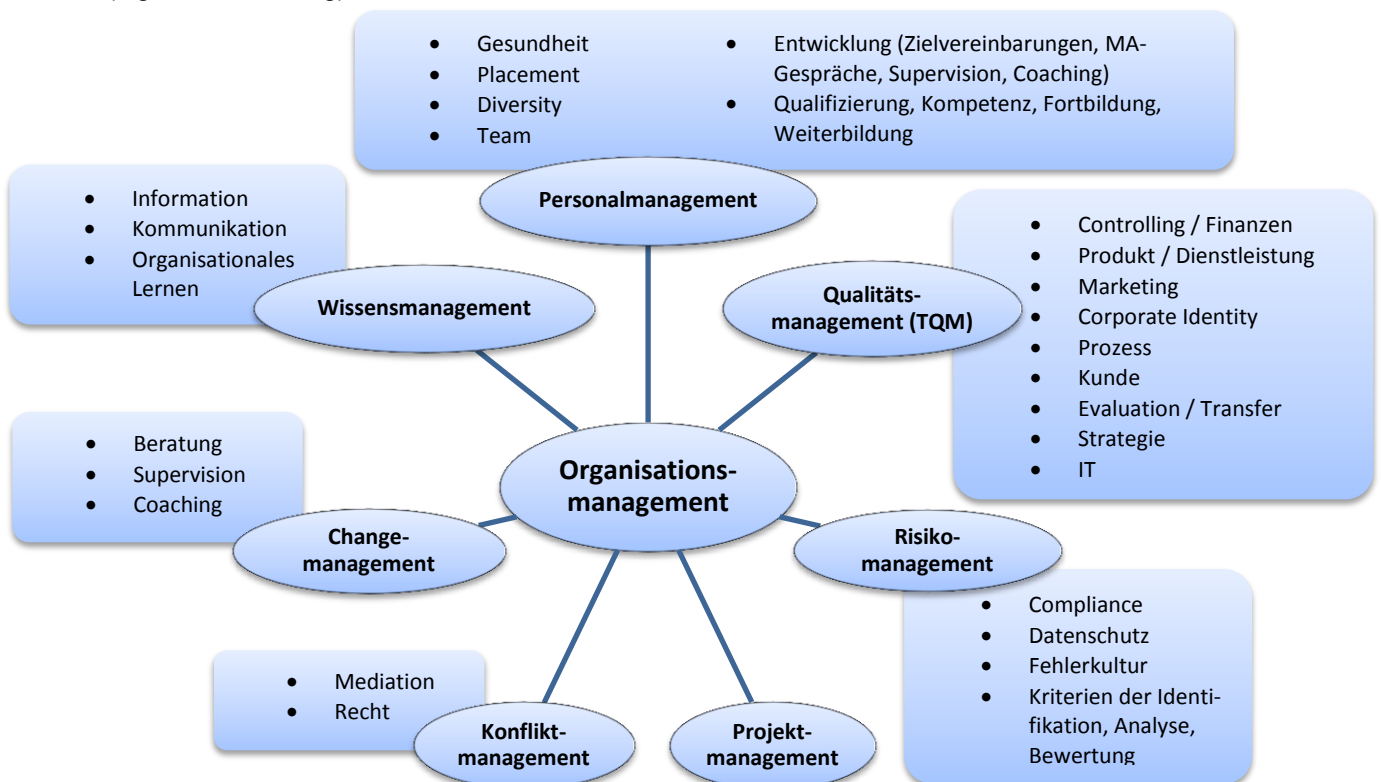 Gesundheit
Placement
Diversity
Team
Entwicklung (Zielvereinbarungen, MA-
Gespräche, Supervision, Coaching)
Qualifizierung, Kompetenz, Fortbildung,
Weiterbildung
Personalmanagement
Information
Kommunikation
Organisationales
Lernen
Wissensmanagement
Qualitäts-
management (TQM)
Controlling / Finanzen
Produkt / Dienstleistung
Marketing
Corporate Identity
Prozess
Kunde
Evaluation / Transfer
Strategie
IT
Organisations-
management
Beratung
Supervision
Coaching
Change-
management
Risiko-
management
Compliance
Datenschutz
Fehlerkultur
Kriterien der Identi-
fikation, Analyse,
Bewertung
Mediation
Recht
Konflikt-
management
Projekt-
management